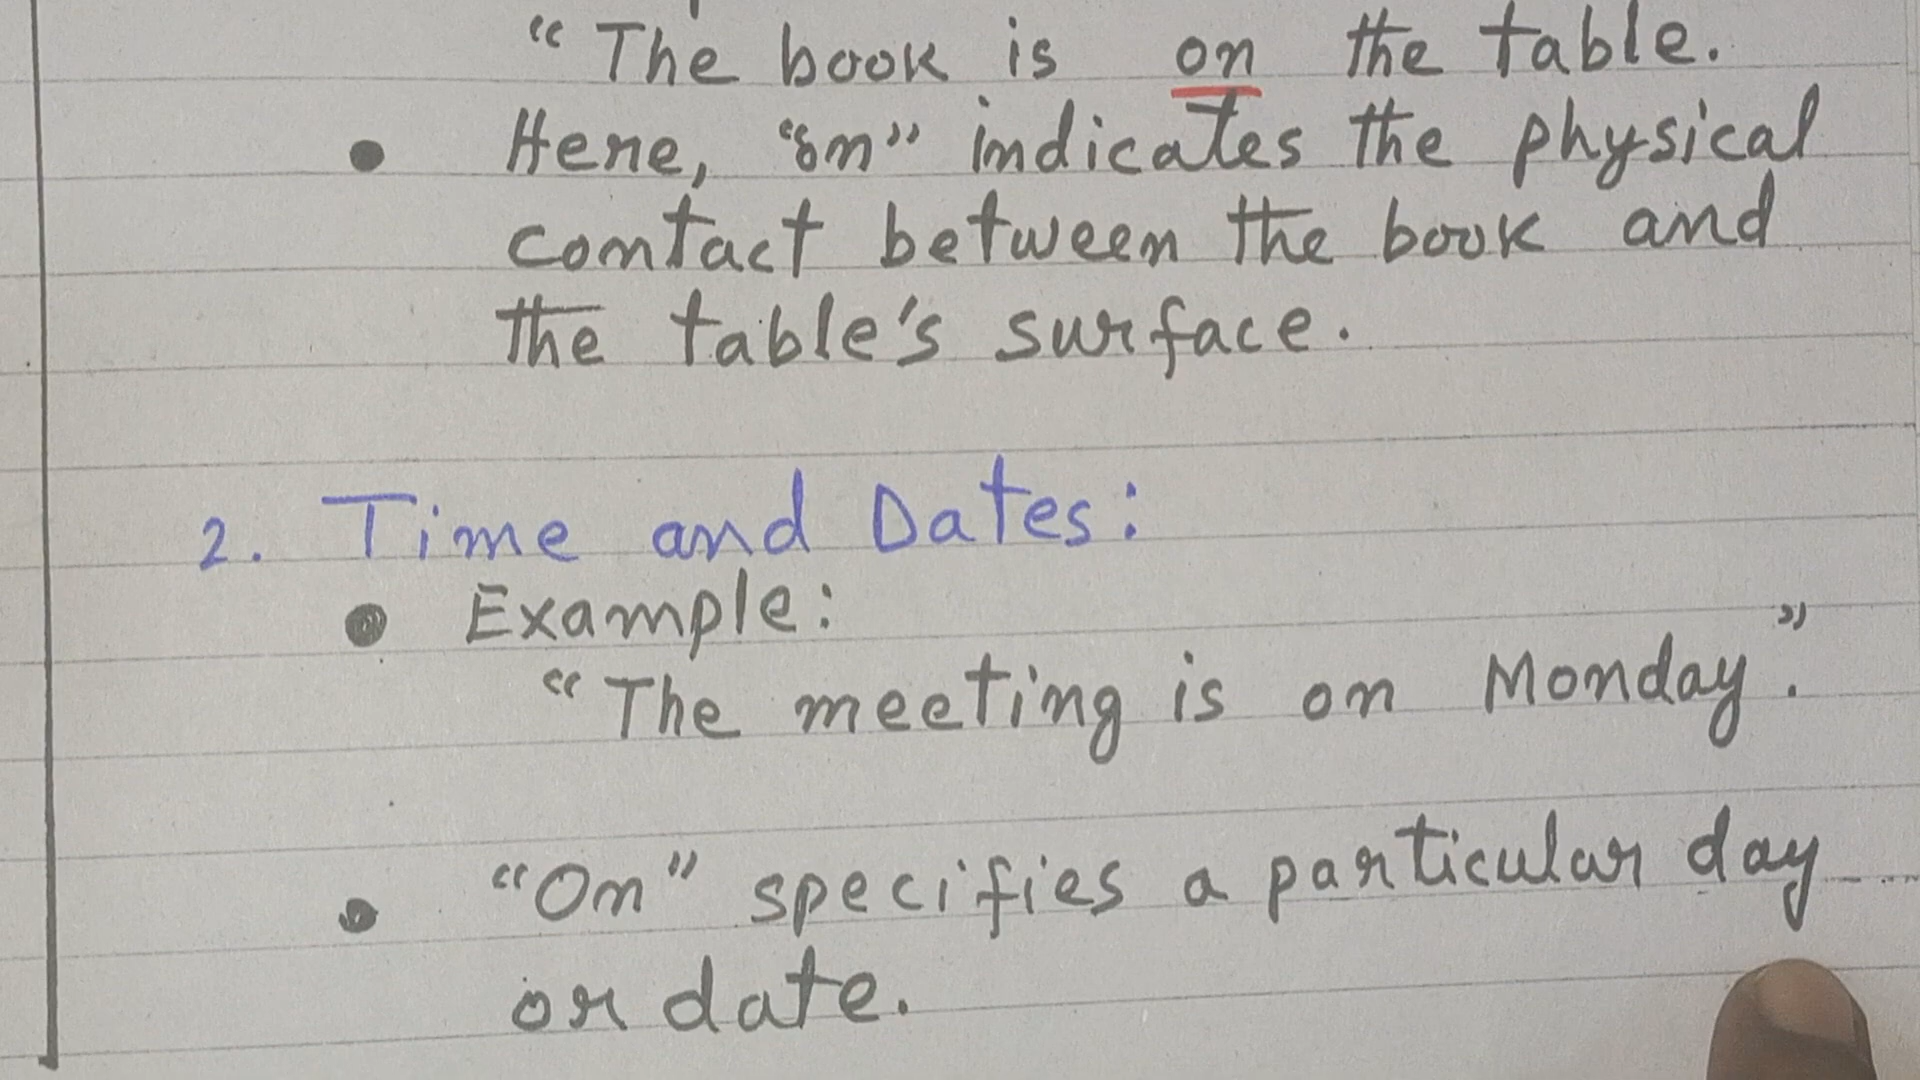 “The book is on the table.
• Here, “on” indicates the physical
contact between the book and
the table's surface.
2. Time and Dates:
• Example:
“The meeting is on Monday”.
• “On” specifies a particular day
or date.